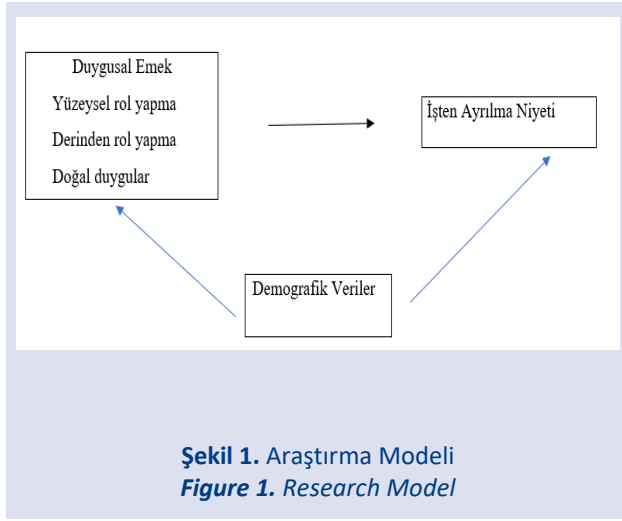 Duygusal Emek
Yüzeysel rol yapma
Derinden rol yapma
Doğal duygular
İşten Ayrılma Niyeti
Demografik Veriler
Şekil 1. Araştırma Modeli
Figure 1. Research Model